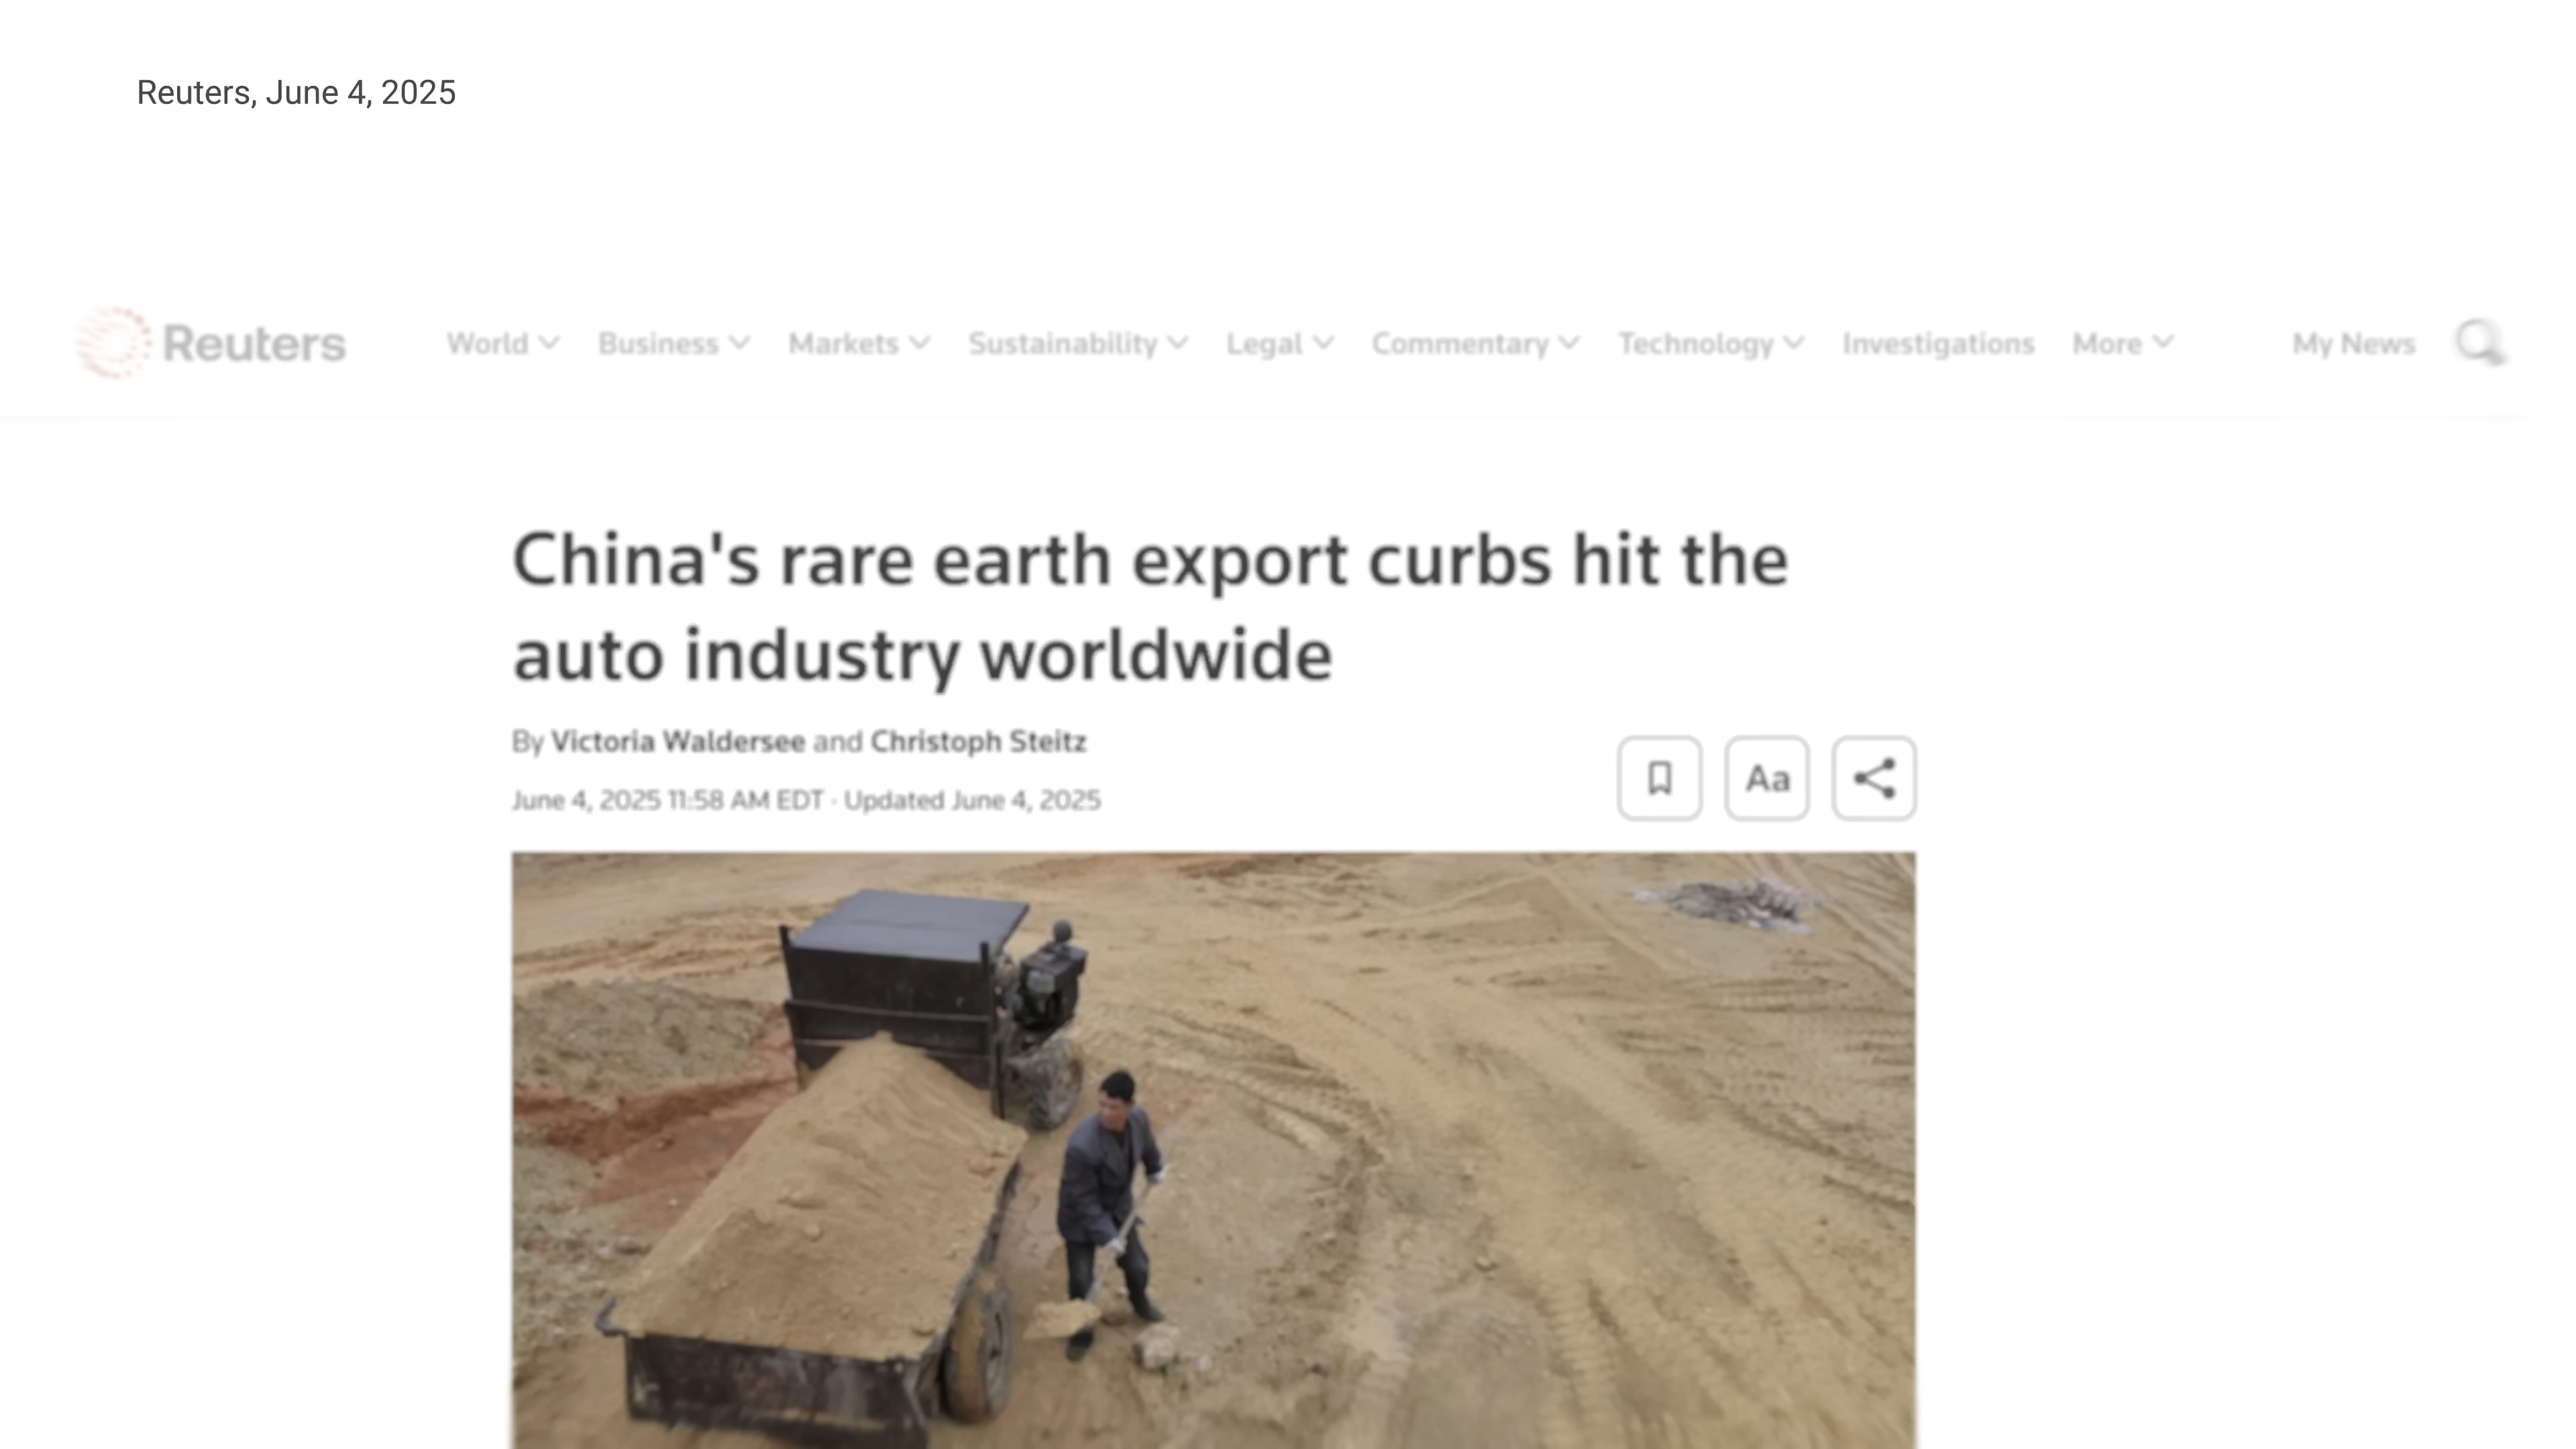 Reuters, June 4, 2025
Reuters World Business Markets Sustainability Legal Commentary Technology Investigations More My News
China's rare earth export curbs hit the
auto industry worldwide
By Victoria Waldersee and Christoph Steitz
June 4, 2025 11:58 AM EDT · Updated June 4, 2025
Aa